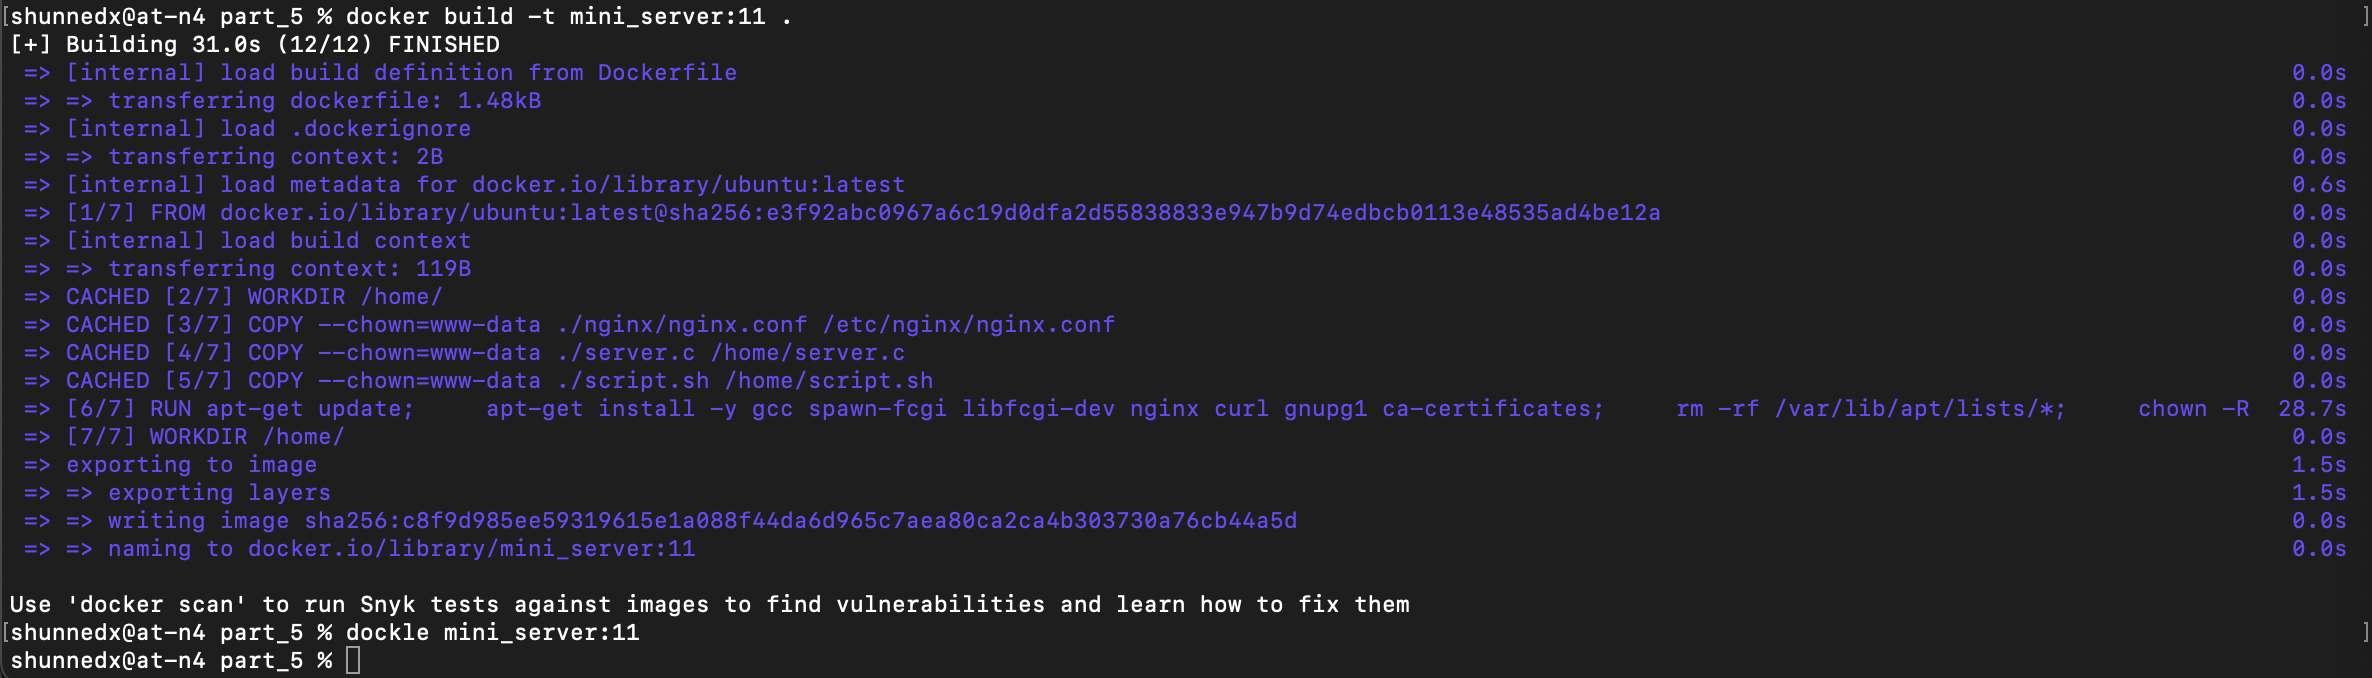 [shunnedx@at-n4 part_5 % docker build -t mini_server:11 . ]
[+] Building 31.0s (12/12) FINISHED
=> [internal] load build definition from Dockerfile 0.0s
=> => transferring dockerfile: 1.48kB 0.0s
=> [internal] load .dockerignore 0.0s
=> => transferring context: 2B 0.0s
=> [internal] load metadata for docker.io/library/ubuntu:latest 0.6s
=> [1/7] FROM docker.io/library/ubuntu:latest@sha256:e3f92abc0967a6c19d0dfa2d55838833e947b9d74edbcb0113e48535ad4be12a 0.0s
=> [internal] load build context 0.0s
=> => transferring context: 119B 0.0s
=> CACHED [2/7] WORKDIR /home/ 0.0s
=> CACHED [3/7] COPY --chown=www-data ./nginx/nginx.conf /etc/nginx/nginx.conf 0.0s
=> CACHED [4/7] COPY --chown=www-data ./server.c /home/server.c 0.0s
=> CACHED [5/7] COPY --chown=www-data ./script.sh /home/script.sh 0.0s
=> [6/7] RUN apt-get update; apt-get install -y gcc spawn-fcgi libfcgi-dev nginx curl gnupg1 ca-certificates; rm -rf /var/lib/apt/lists/*; chown -R 28.7s
=> [7/7] WORKDIR /home/ 0.0s
=> exporting to image 1.5s
=> => exporting layers 1.5s
=> => writing image sha256:c8f9d985ee59319615e1a088f44da6d965c7aea80ca2ca4b303730a76cb44a5d 0.0s
=> => naming to docker.io/library/mini_server:11 0.0s
Use 'docker scan' to run Snyk tests against images to find vulnerabilities and learn how to fix them
[shunnedx@at-n4 part_5 % dockle mini_server:11 ]
shunnedx@at-n4 part_5 %